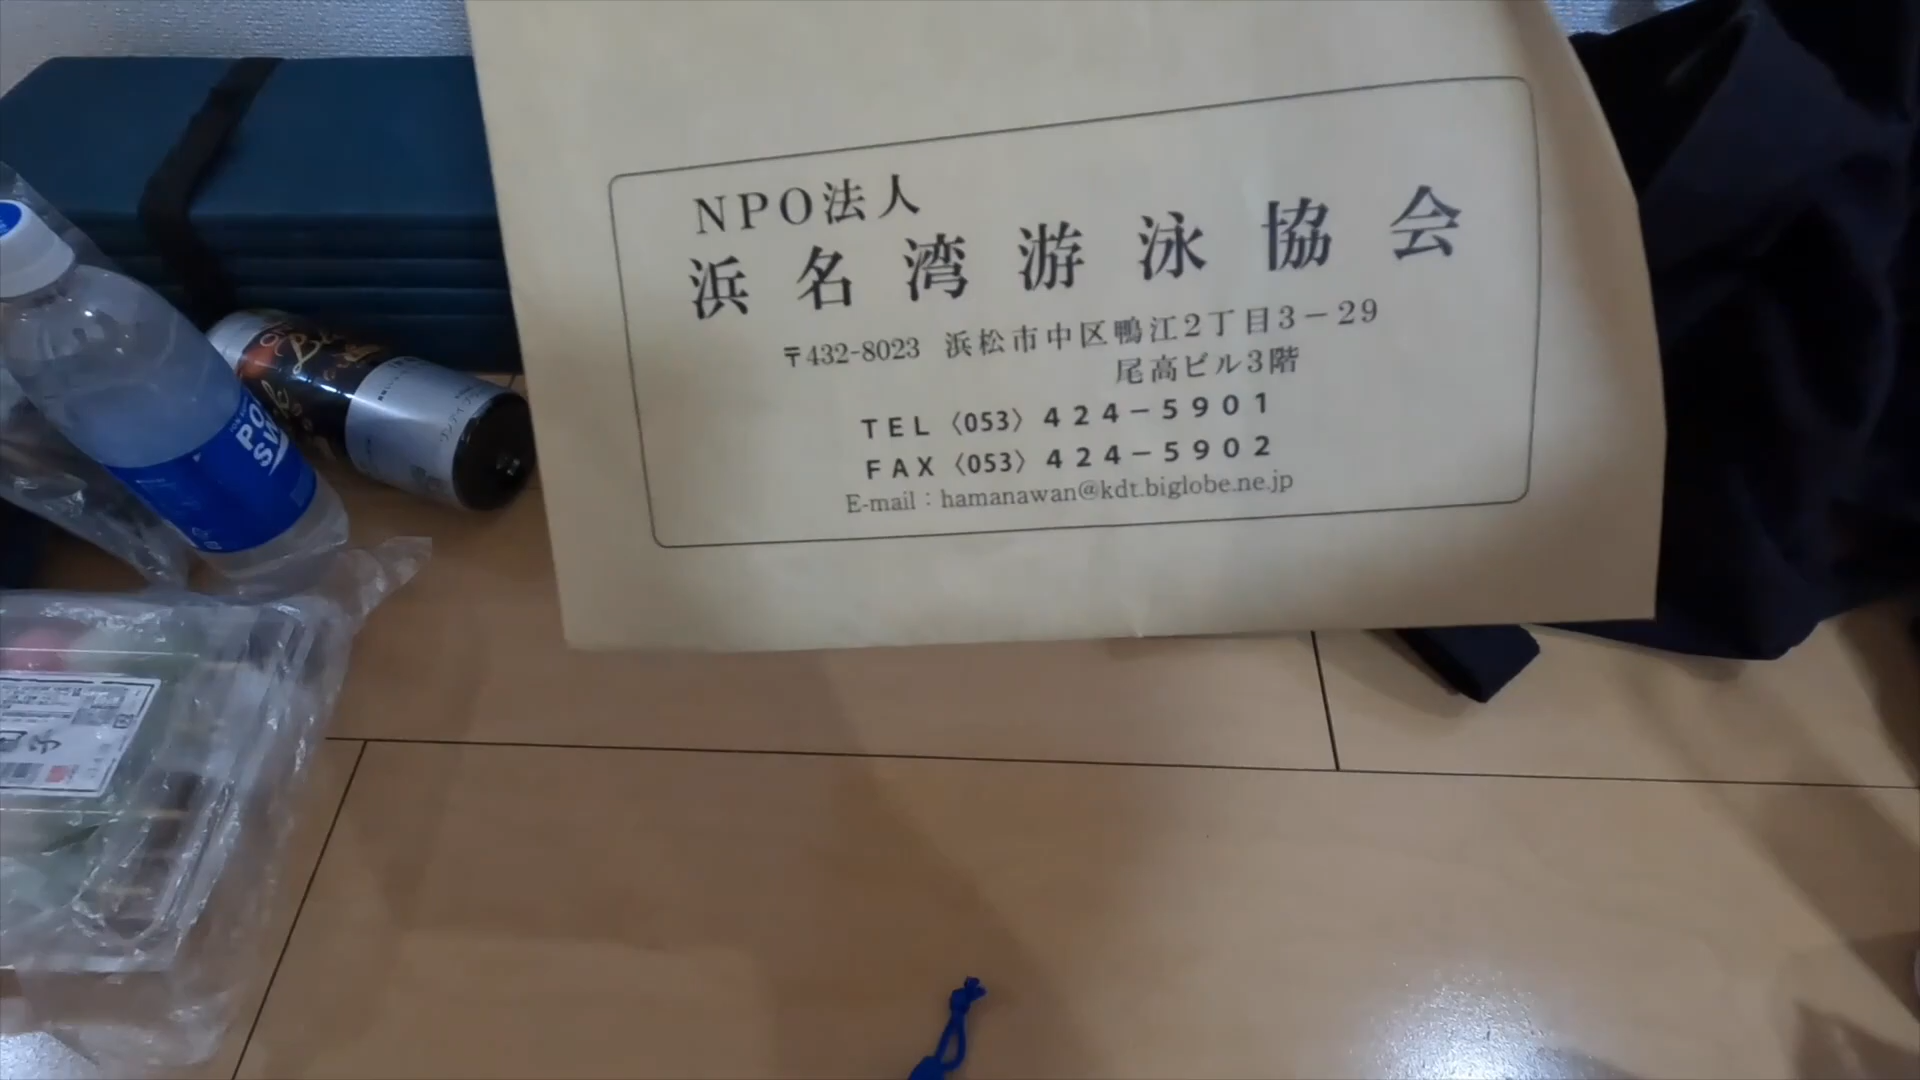 NPO法人
浜名湾游泳協会
〒432-8023 浜松市中区鴨江2丁目3-29
尾高ビル3階
TEL〈053〉424-5901
FAX〈053〉424-5902
E-mail：hamanawan@kdt.biglobe.ne.jp
PO
SW